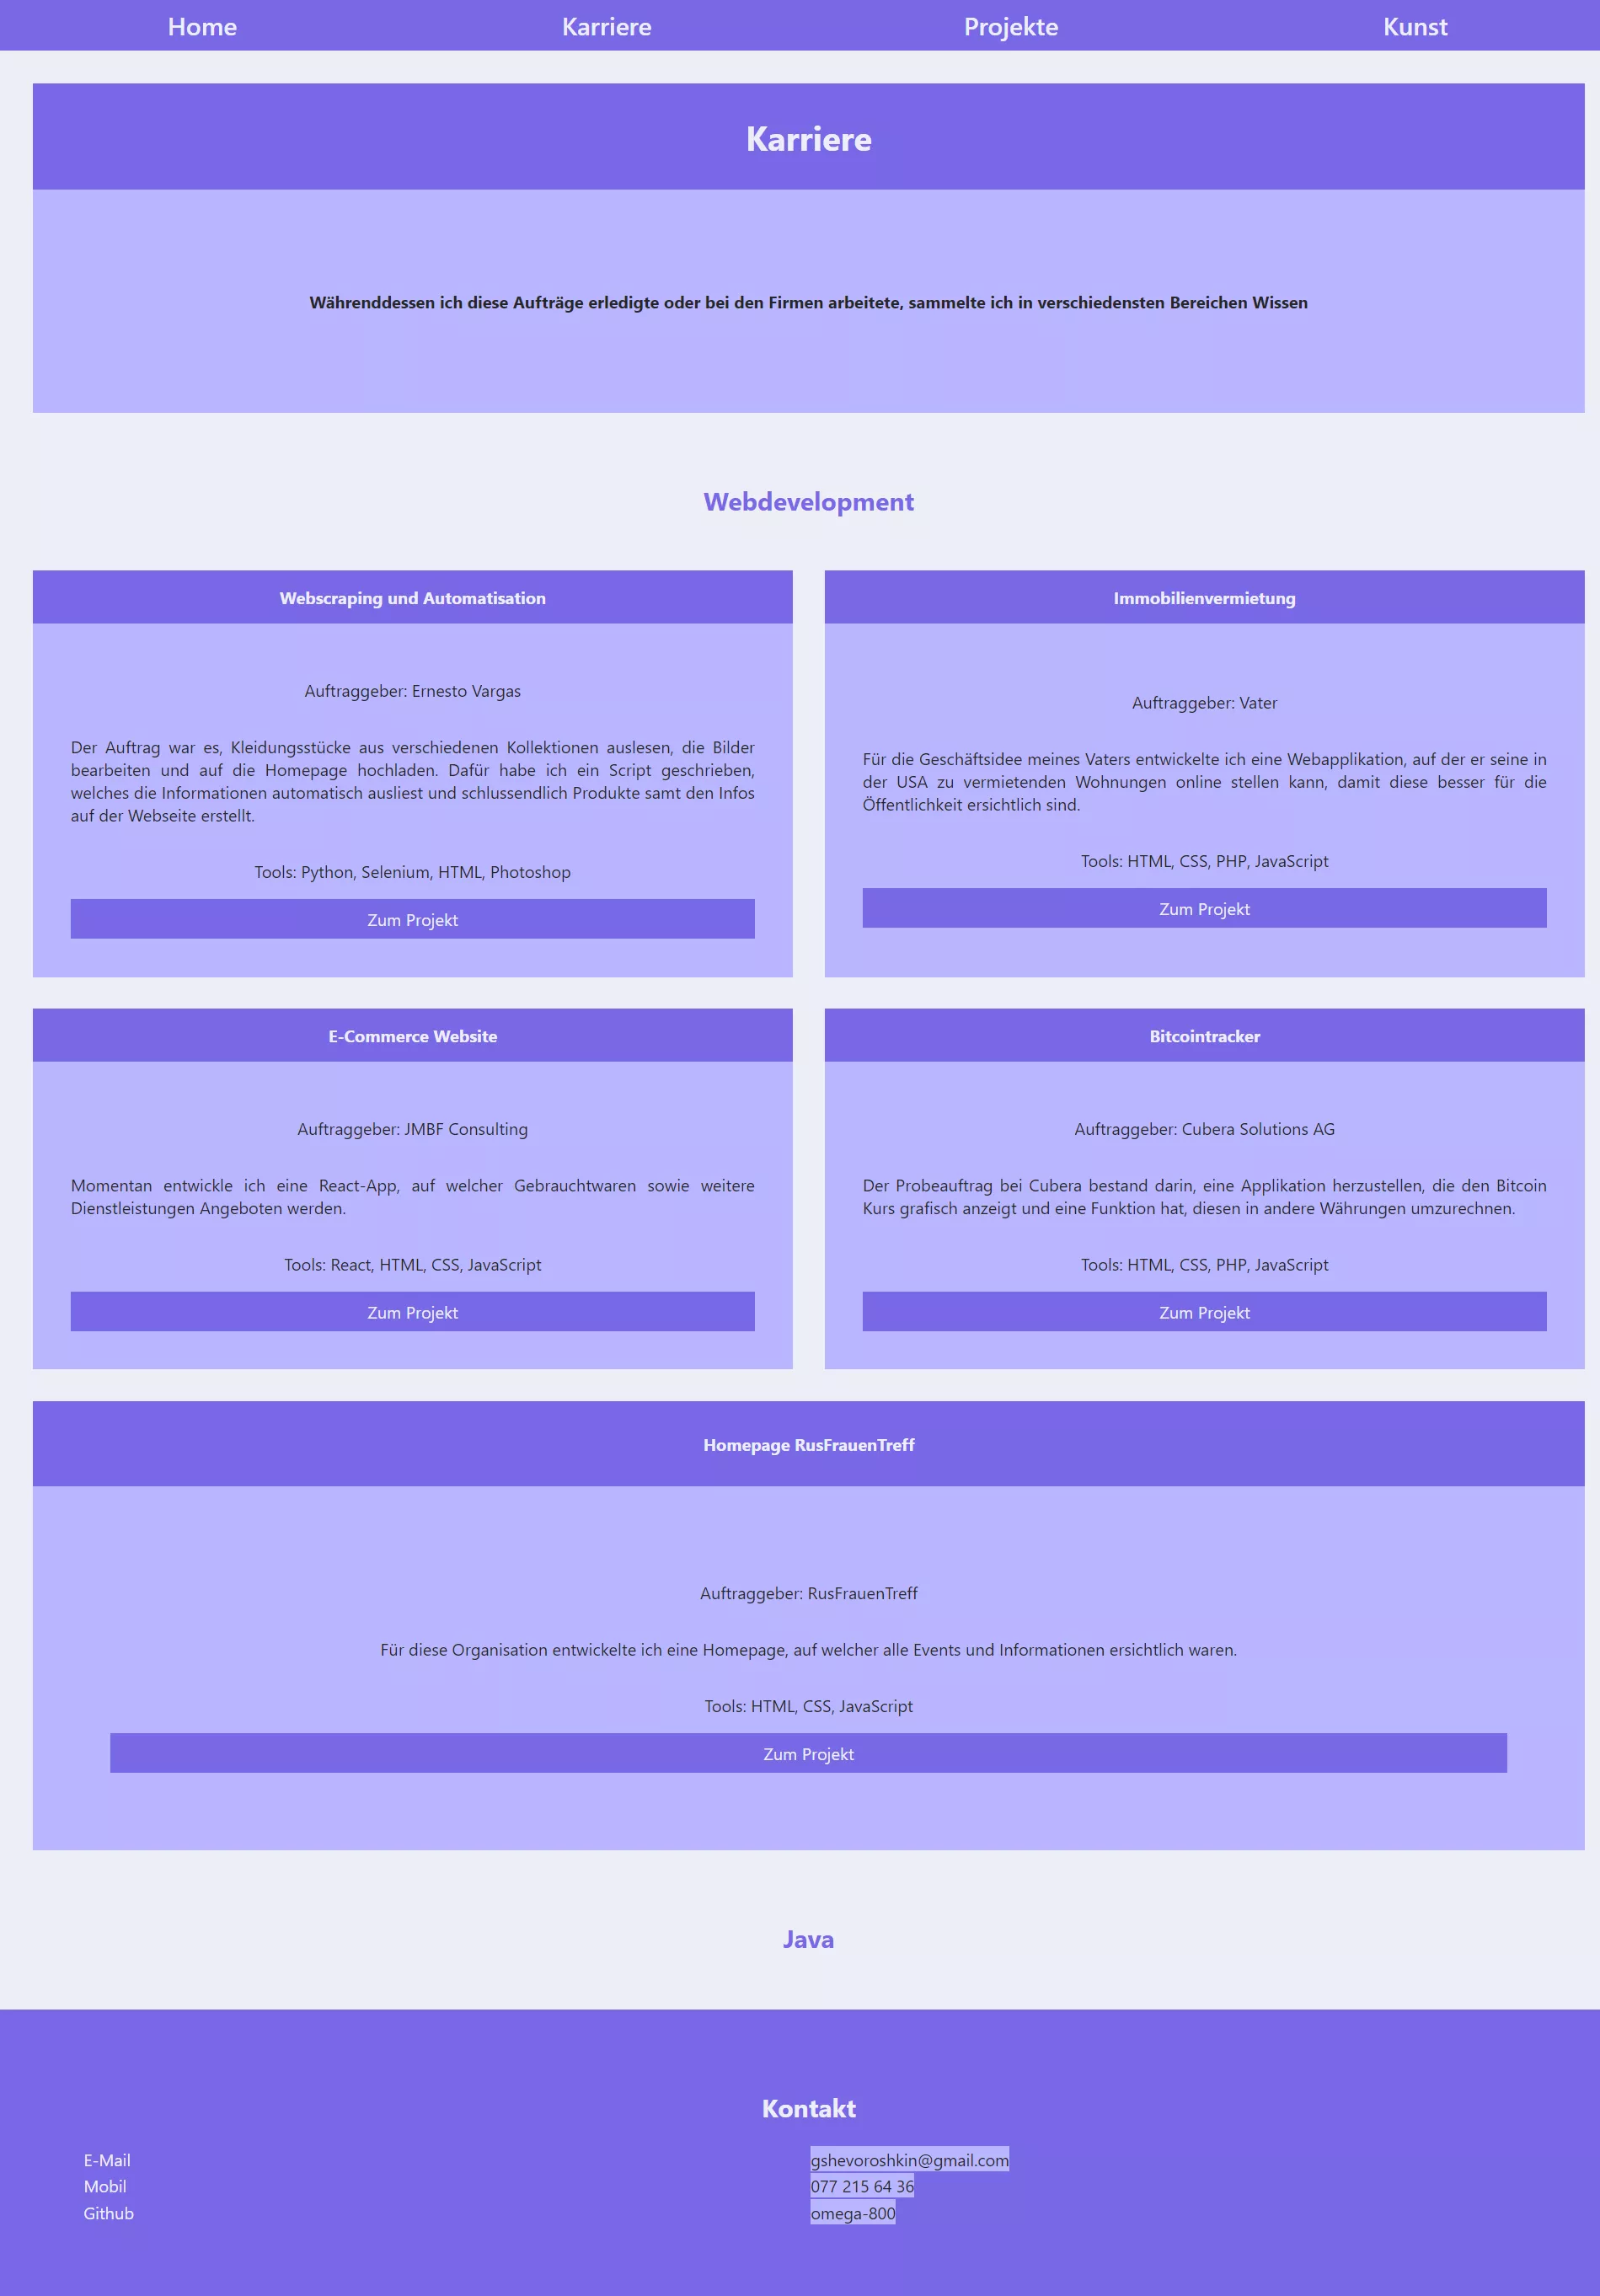 Home Karriere Projekte Kunst
Karriere
Währenddessen ich diese Aufträge erledigte oder bei den Firmen arbeitete, sammelte ich in verschiedensten Bereichen Wissen
Webdevelopment
Webscraping und Automatisation
Auftraggeber: Ernesto Vargas
Der Auftrag war es, Kleidungsstücke aus verschiedenen Kollektionen auslesen, die Bilder
bearbeiten und auf die Homepage hochladen. Dafür habe ich ein Script geschrieben,
welches die Informationen automatisch ausliest und schlussendlich Produkte samt den Infos
auf der Webseite erstellt.
Tools: Python, Selenium, HTML, Photoshop
Zum Projekt
Immobilienvermietung
Auftraggeber: Vater
Für die Geschäftsidee meines Vaters entwickelte ich eine Webapplikation, auf der er seine in
der USA zu vermietenden Wohnungen online stellen kann, damit diese besser für die
Öffentlichkeit ersichtlich sind.
Tools: HTML, CSS, PHP, JavaScript
Zum Projekt
E-Commerce Website
Auftraggeber: JMBF Consulting
Momentan entwickle ich eine React-App, auf welcher Gebrauchtwaren sowie weitere
Dienstleistungen Angeboten werden.
Tools: React, HTML, CSS, JavaScript
Zum Projekt
Bitcointracker
Auftraggeber: Cubera Solutions AG
Der Probeauftrag bei Cubera bestand darin, eine Applikation herzustellen, die den Bitcoin
Kurs grafisch anzeigt und eine Funktion hat, diesen in andere Währungen umzurechnen.
Tools: HTML, CSS, PHP, JavaScript
Zum Projekt
Homepage RusFrauenTreff
Auftraggeber: RusFrauenTreff
Für diese Organisation entwickelte ich eine Homepage, auf welcher alle Events und Informationen ersichtlich waren.
Tools: HTML, CSS, JavaScript
Zum Projekt
Java
Kontakt
E-Mail gshevoroshkin@gmail.com
Mobil 077 215 64 36
Github omega-800